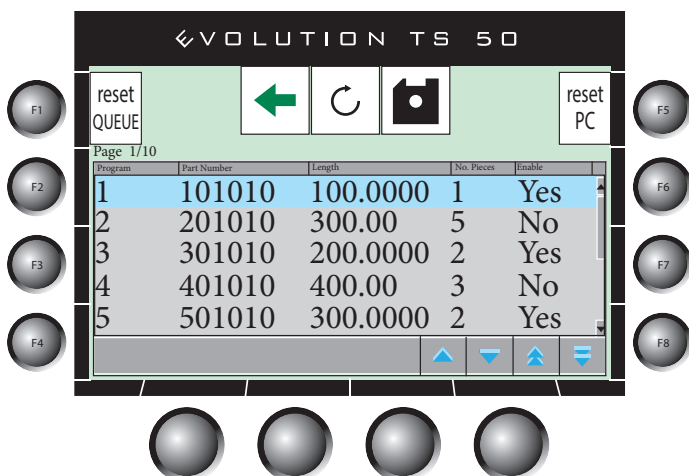 EVOLUTION TS 50
reset QUEUE
reset PC
F1
F2
F3
F4
F5
F6
F7
F8
Page 1/10
Program Part Number Length No. Pieces Enable
1 101010 100.0000 1 Yes
2 201010 300.00 5 No
3 301010 200.0000 2 Yes
4 401010 400.00 3 No
5 501010 300.0000 2 Yes